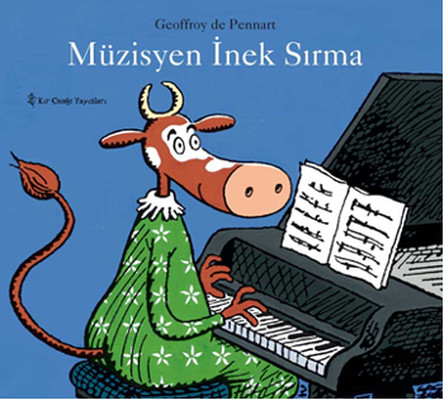 Geoffroy de Pennart
Müzisyen İnek Sırma
Kır Çiçeği Yayınları